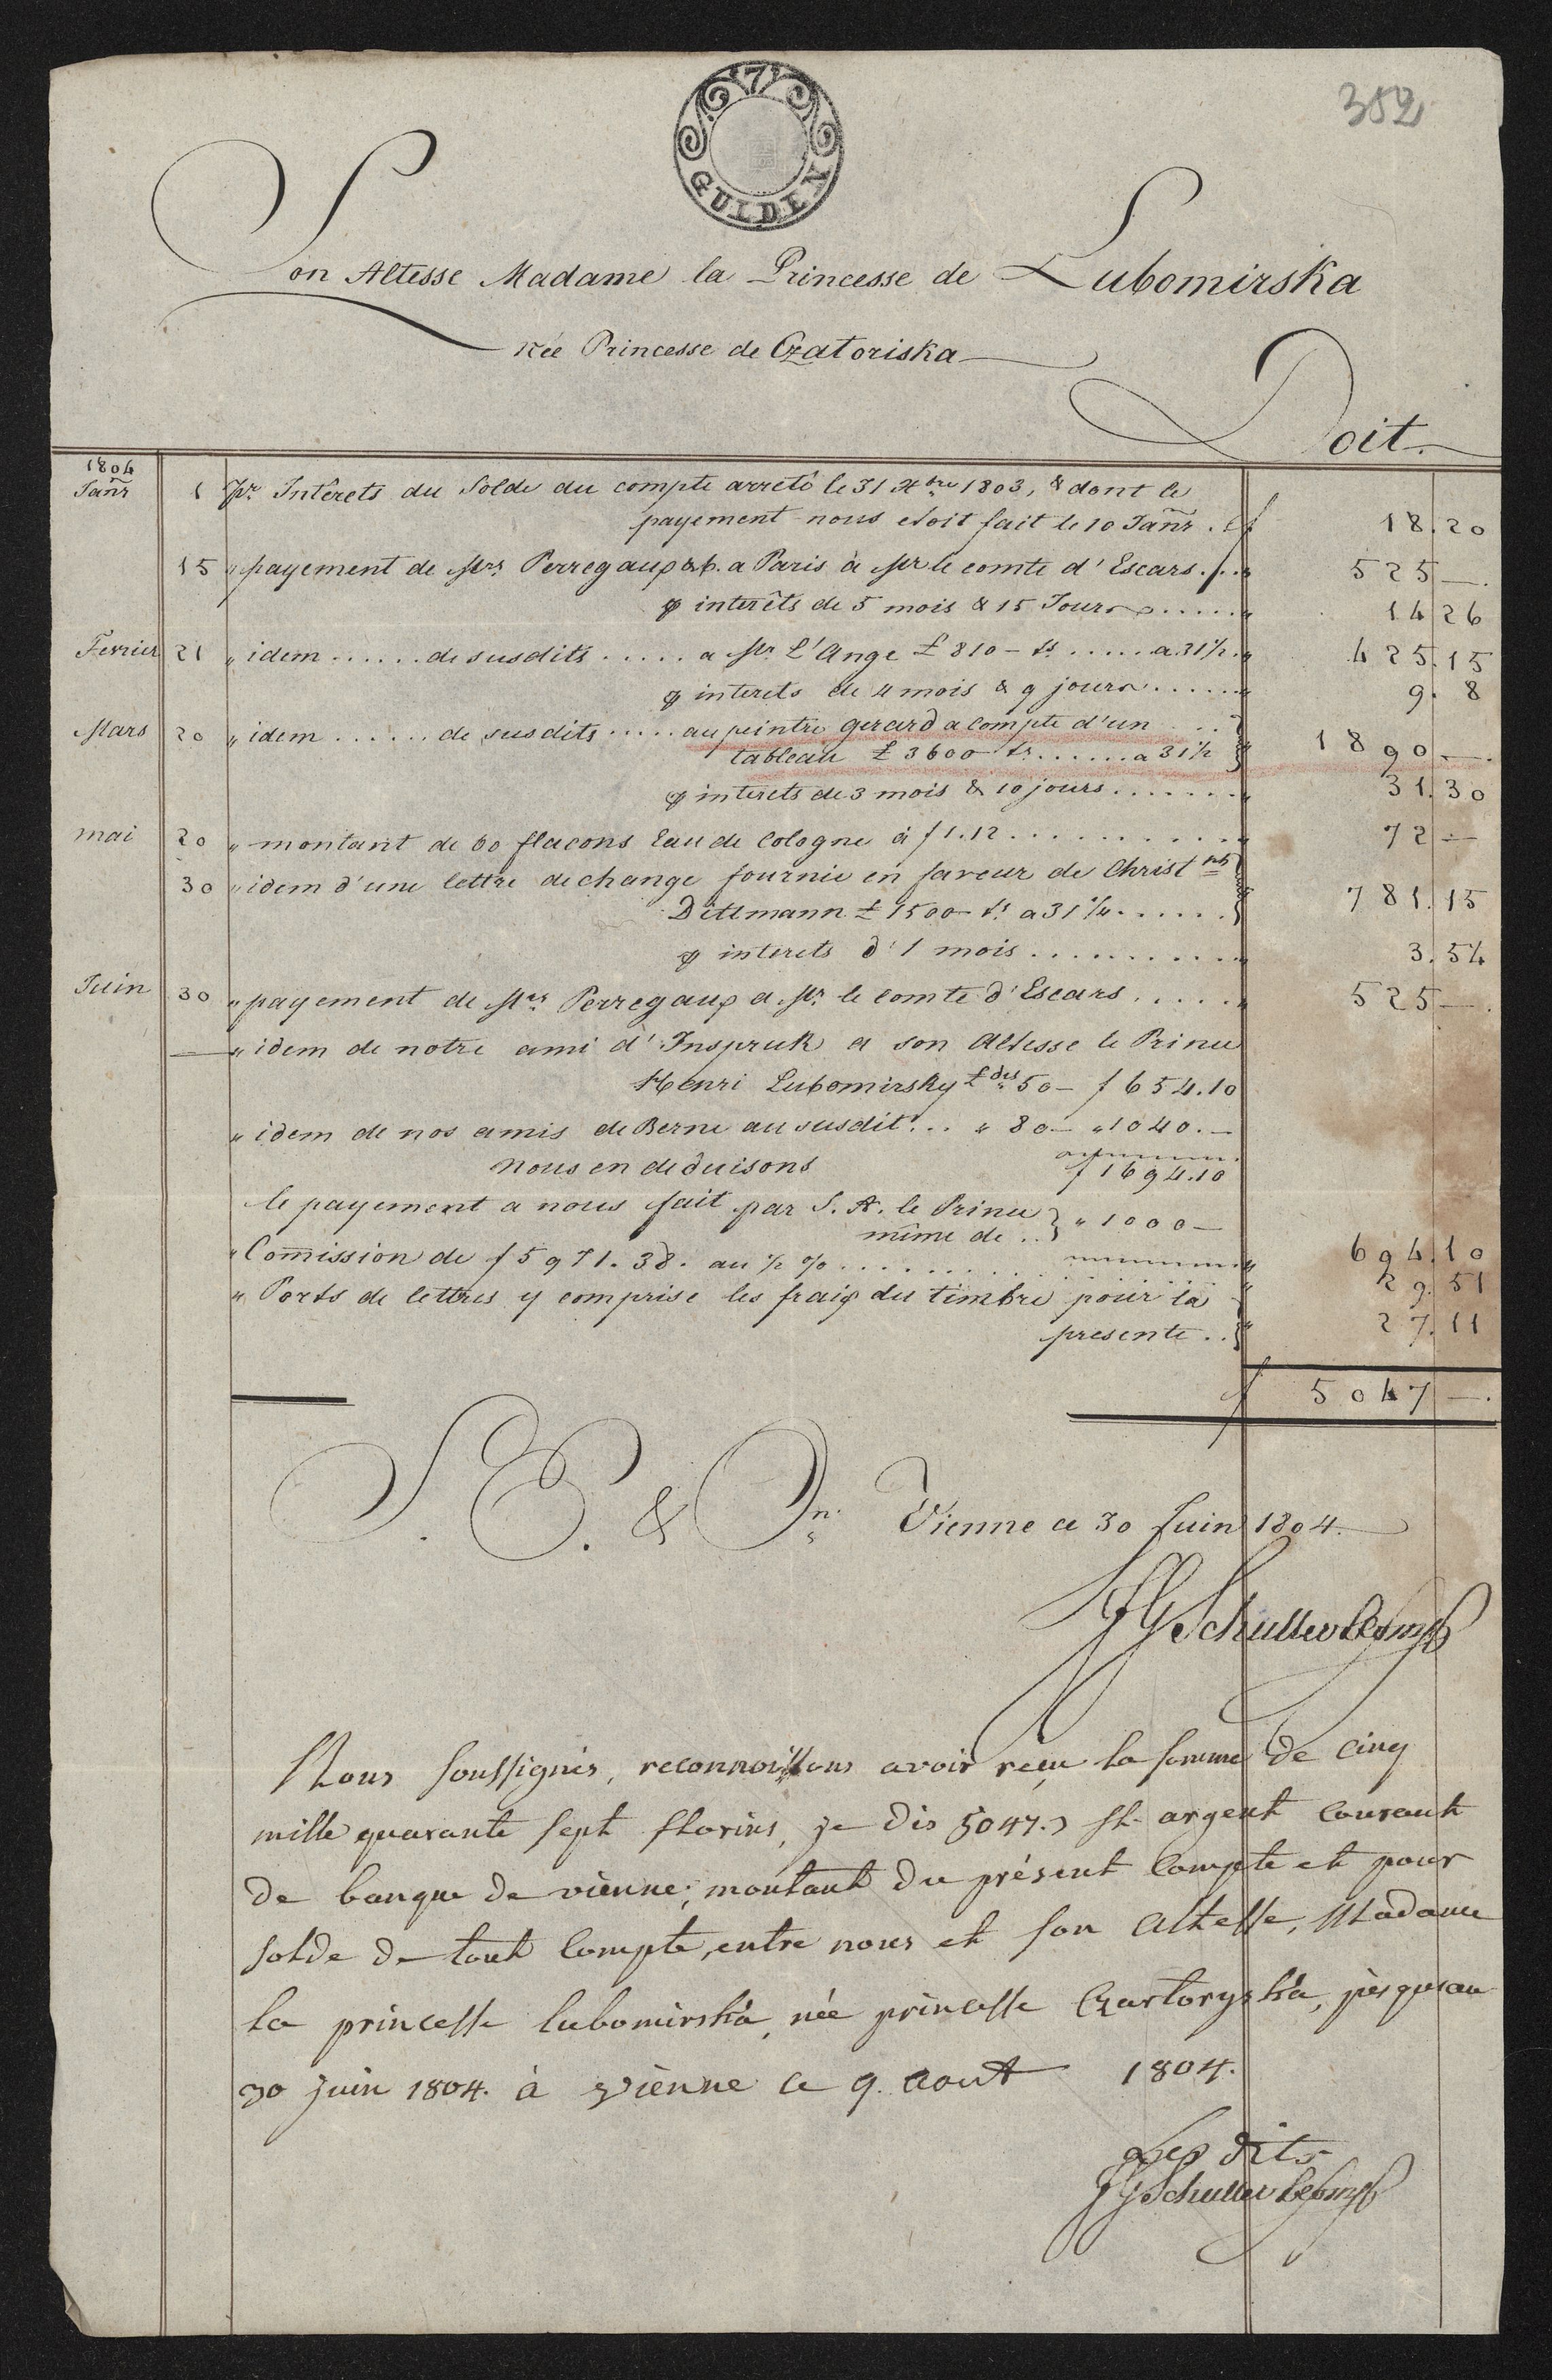 7
GULDEN
352
Son Altesse Madame la Princesse de Lubomirska
née Princesse de Czatoriska
Doit
1804
Janr 1 pr Intêrets du Solde du compte arreté le 31 Xbre 1803, & dont le
payement nous etoit fait le 10 Janr . f 18.20
15 " payement de Mrs Perregaux & C. a Paris à Mr le comte d'Escars . . " 525 —.
" interêts de 5 mois & 15 Jours . . . . . " 14 26
Fevrier 21 " idem . . . . . . de susdits . . . . . a Mr L'Ange £ 810 — ts . . . . . a 31½ . " 425.15
" interets de 4 mois & 9 jours . . . . . . " 9. 8
Mars 20 " idem . . . . . . de susdits . . . . . au peintre gerard a compte d'un . .
tableau £ 3600 ts . . . . . . a 31½ " 1890 —.
" interets de 3 mois & 10 jours . . . . . . . " 31.30
mai 20 " montant de 60 flacons Eau de Cologne à f 1.12 . . . . . . . . . . " 72 —
30 " idem d'une lettre de change fournie en faveur de Christ
Dittmann £ 1500 ts a 31¼ . . . . . . " 781.15
" interets d'1 mois . . . . . . . . . . . " 3.54
Juin 30 " payement de Mrs Perregaux a Mr le comte d'Escars . . . . . " 525 —.
— " idem de notre ami d'Inspruk a son Altesse le Prince
Henri Lubomirsky £ds 50 — f 654.10
" idem de nos amis de Berne au susdit . . . " 80 — " 1040. —
nous en deduisons f 1694.10
le payement a nous fait par S. A. le Prince
même de . . " 1000 —
" 694.10
" Comission de f 5971.38. au ½ % . . . . . . . . . . " 29.51
" Ports de lettres y comprise les fraix du timbre pour la
presente . . " 27.11
f 5047 —.
S. E. & On. Vienne ce 30 Juin 1804.
JG Schuller & Comp
Nous soussignés, reconnoissons avoir reçu la somme de cinq
mille quarante sept florins, je dis 5047. fl. argent courant
de banque de vienne, montant du présent Compte et pour
solde de tout Compte, entre nous et son altesse, Madame
la princesse lubomirska, née princesse Czartoryska, jusqu'au
30 juin 1804. à vienne ce 9. aout 1804.
Les dits
JG Schuller & Comp